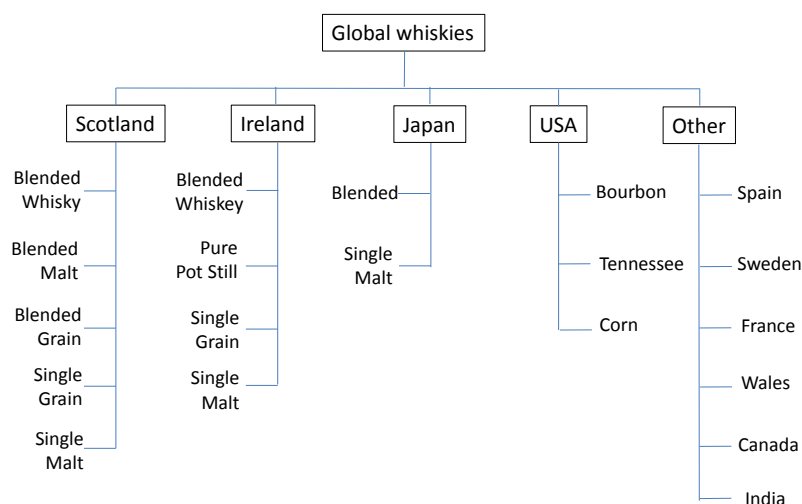 Global whiskies
Scotland
Ireland
Japan
USA
Other
Blended
Whisky
Blended
Malt
Blended
Grain
Single
Grain
Single
Malt
Blended
Whiskey
Pure
Pot Still
Single
Grain
Single
Malt
Blended
Single
Malt
Bourbon
Tennessee
Corn
Spain
Sweden
France
Wales
Canada
India